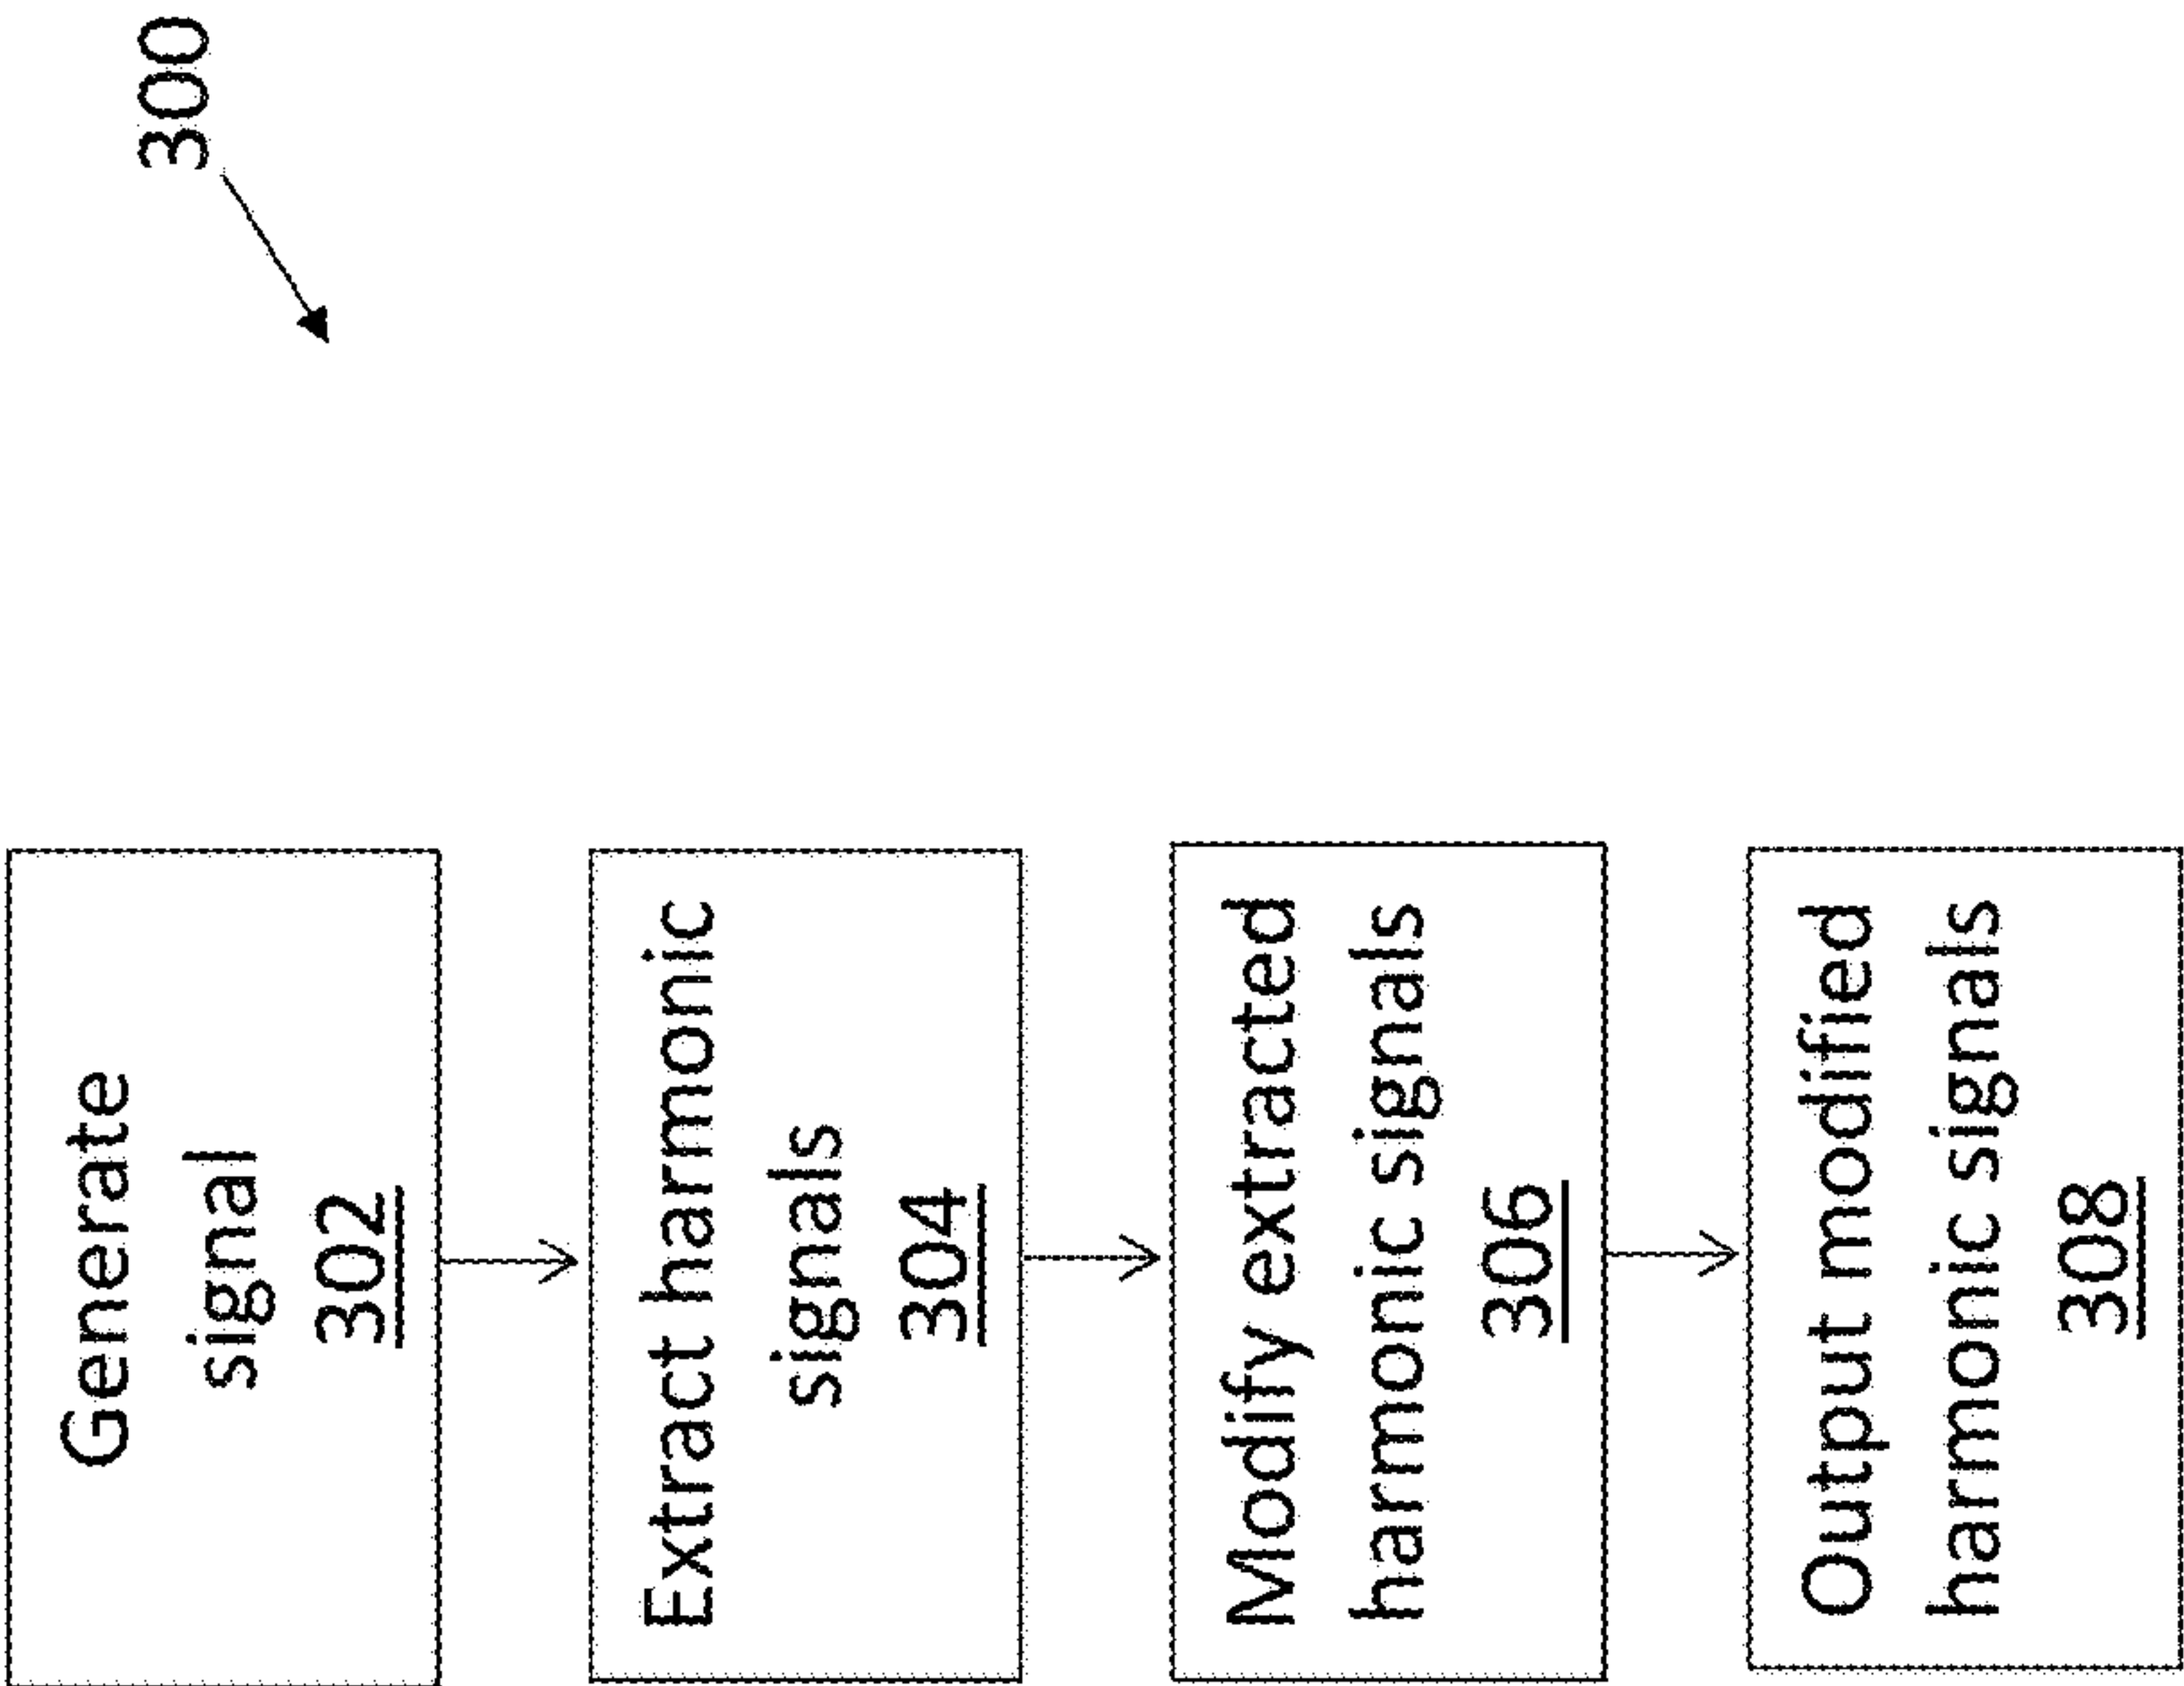 300
Generate
signal
302
Extract harmonic
signals
304
Modify extracted
harmonic signals
306
Output modified
harmonic signals
308